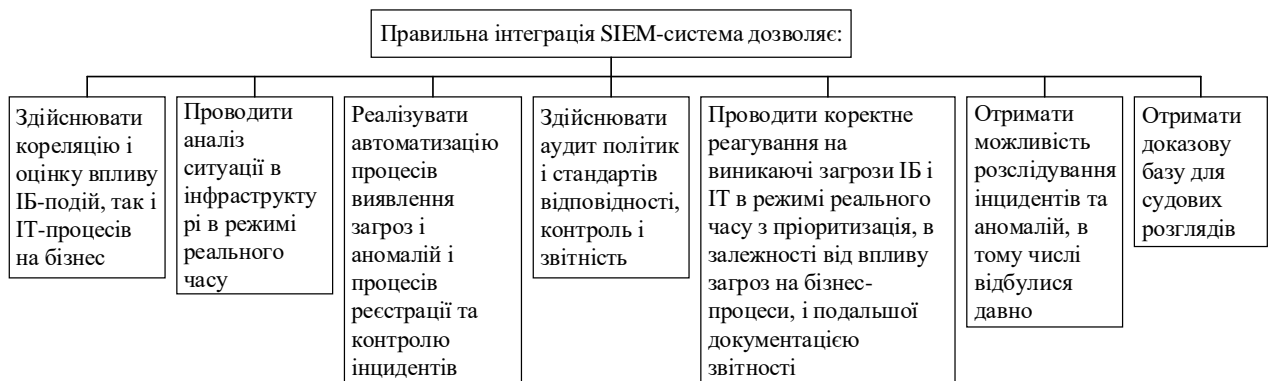 Правильна інтеграція SIEM-система дозволяє:
Здійснювати
кореляцію і
оцінку впливу
ІБ-подій, так і
ІТ-процесів
на бізнес
Проводити
аналіз
ситуації в
інфраструкту
рі в режимі
реального
часу
Реалізувати
автоматизацію
процесів
виявлення
загроз і
аномалій і
процесів
реєстрації та
контролю
інцидентів
Здійснювати
аудит політик
і стандартів
відповідності,
контроль і
звітність
Проводити коректне
реагування на
виникаючі загрози ІБ і
ІТ в режимі реального
часу з пріоритизація, в
залежності від впливу
загроз на бізнес-
процеси, і подальшої
документацією
звітності
Отримати
можливість
розслідування
інцидентів та
аномалій, в
тому числі
відбулися
давно
Отримати
доказову
базу для
судових
розглядів